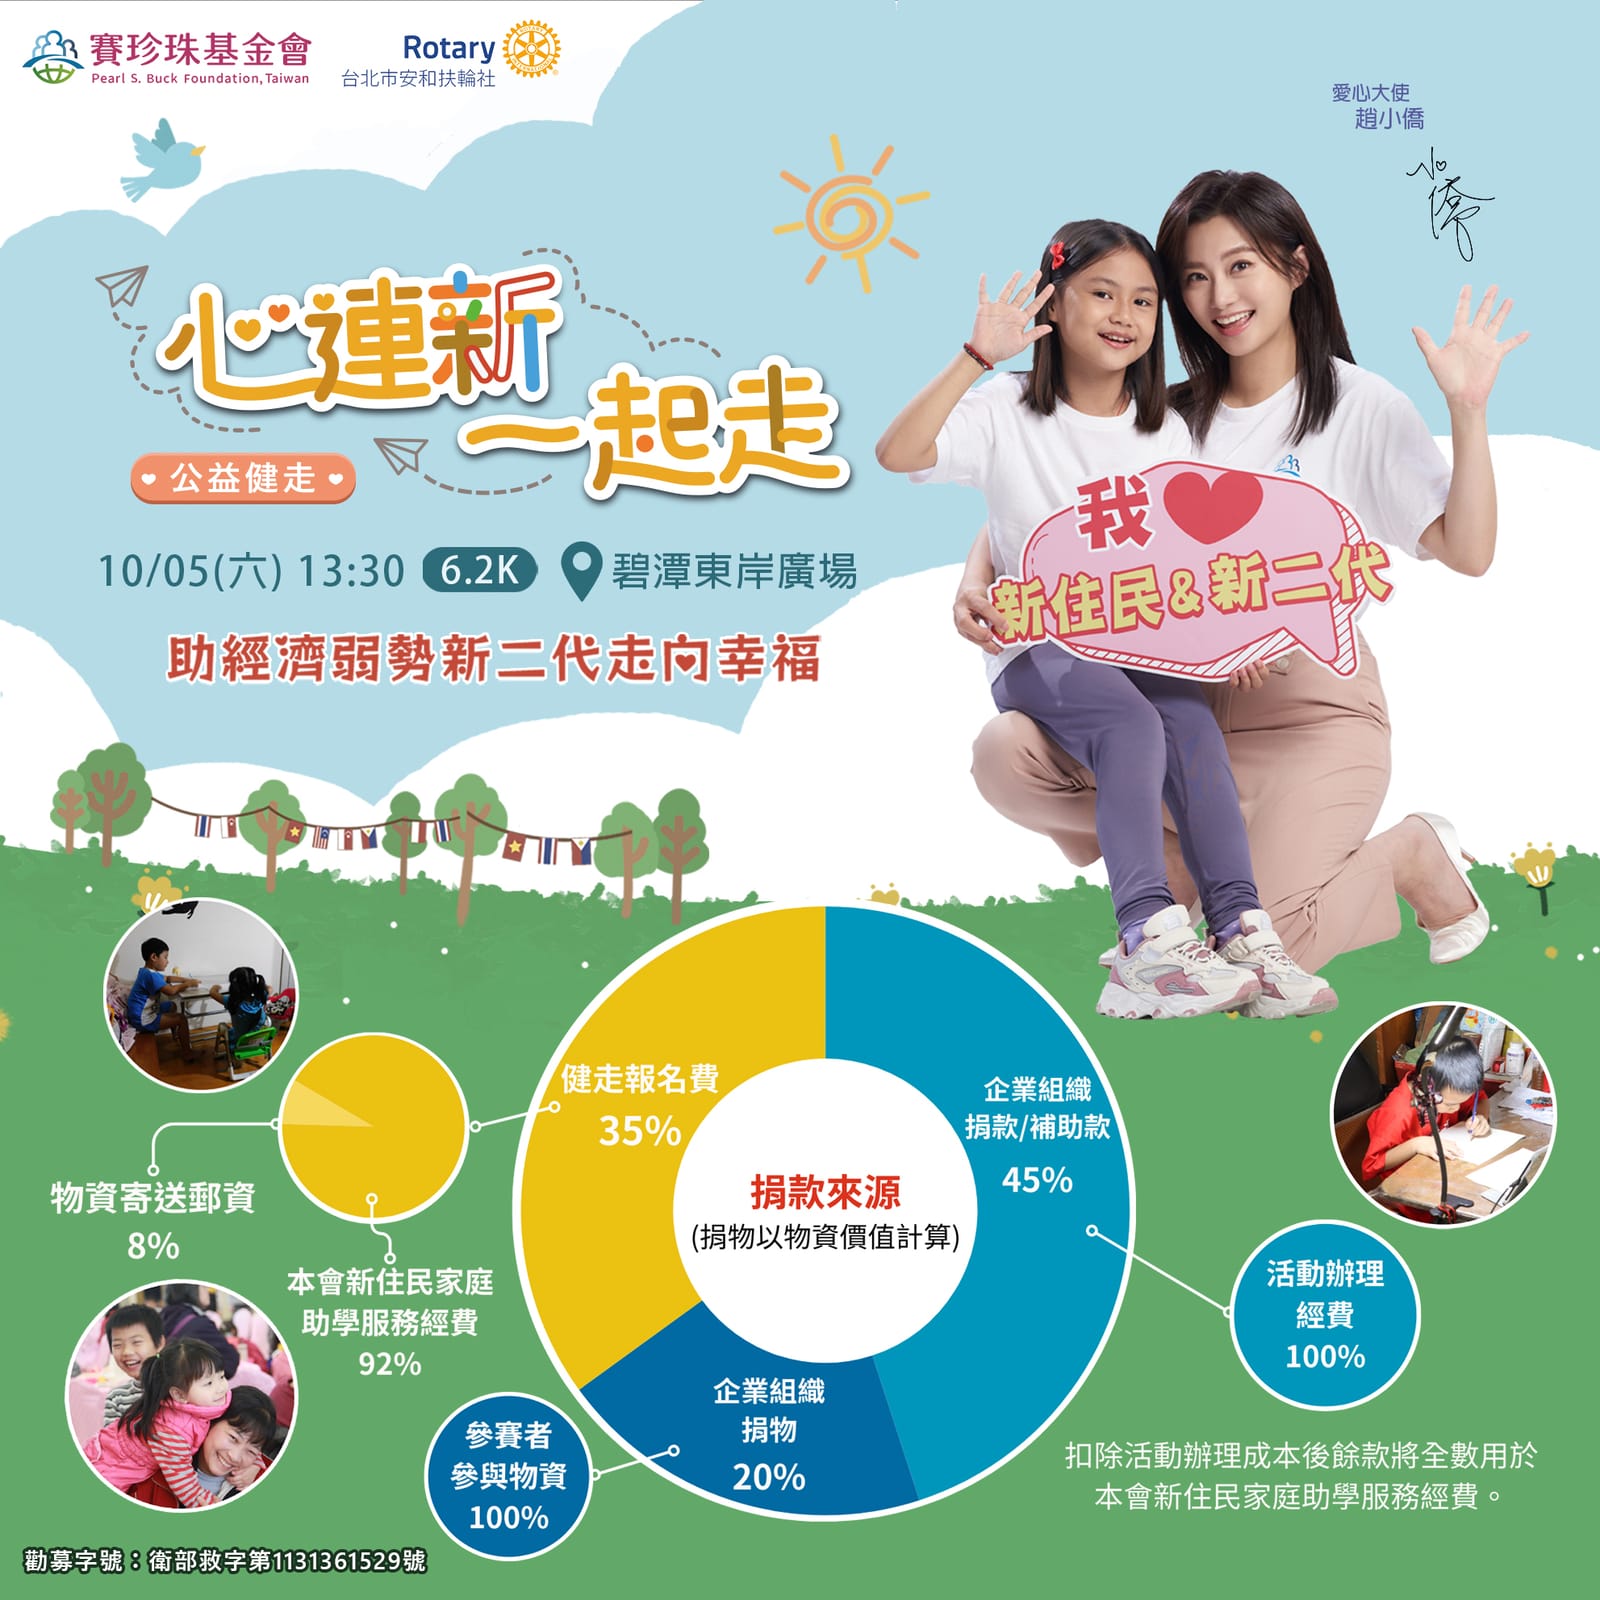 賽珍珠基金會
Pearl S. Buck Foundation, Taiwan
Rotary
台北市安和扶輪社
愛心大使
趙小僑
小僑
心連新
一起走
公益健走
10/05(六) 13:30 6.2K 碧潭東岸廣場
助經濟弱勢新二代走向幸福
我
新住民&新二代
健走報名費
35%
企業組織
捐款/補助款
45%
捐款來源
(捐物以物資價值計算)
企業組織
捐物
20%
物資寄送郵資
8%
本會新住民家庭
助學服務經費
92%
參賽者
參與物資
100%
活動辦理
經費
100%
扣除活動辦理成本後餘款將全數用於
本會新住民家庭助學服務經費。
勸募字號：衛部救字第1131361529號